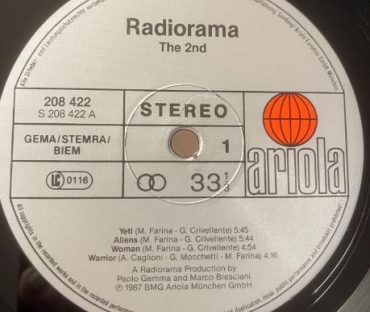 Radiorama
The 2nd
208 422
S 208 422 A
STEREO
GEMA/STEMRA/
BIEM
1
LC 0116
33 1/3
ariola
Yeti (M. Farina - G. Crivellente) 5:45
Aliens (M. Farina - G. Crivellente) 5:44
Woman (M. Farina - G. Crivellente) 4:54
Warrior (A. Caglioni - G. Mocchetti - M. Farina) 4:16
A Radiorama Production by
Paolo Gemma and Marco Bresciani
℗ 1987 BMG Ariola München GmbH